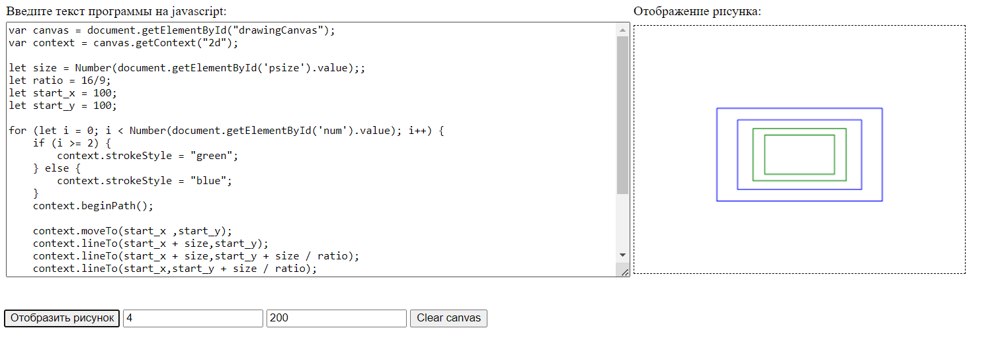 Введите текст программы на javascript:
Отображение рисунка:
var canvas = document.getElementById("drawingCanvas");
var context = canvas.getContext("2d");
let size = Number(document.getElementById('psize').value);;
let ratio = 16/9;
let start_x = 100;
let start_y = 100;
for (let i = 0; i < Number(document.getElementById('num').value); i++) {
    if (i >= 2) {
        context.strokeStyle = "green";
    } else {
        context.strokeStyle = "blue";
    }
    context.beginPath();
    context.moveTo(start_x ,start_y);
    context.lineTo(start_x + size,start_y);
    context.lineTo(start_x + size,start_y + size / ratio);
    context.lineTo(start_x,start_y + size / ratio);
Отобразить рисунок 4 200 Clear canvas